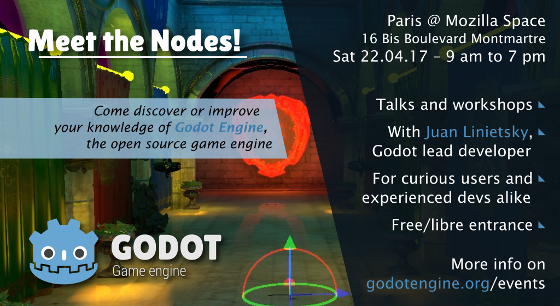 Meet the Nodes!
Come discover or improve
your knowledge of Godot Engine,
the open source game engine
GODOT
Game engine
Paris @ Mozilla Space
16 Bis Boulevard Montmartre
Sat 22.04.17 – 9 am to 7 pm
Talks and workshops
With Juan Linietsky,
Godot lead developer
For curious users and
experienced devs alike
Free/libre entrance
More info on
godotengine.org/events